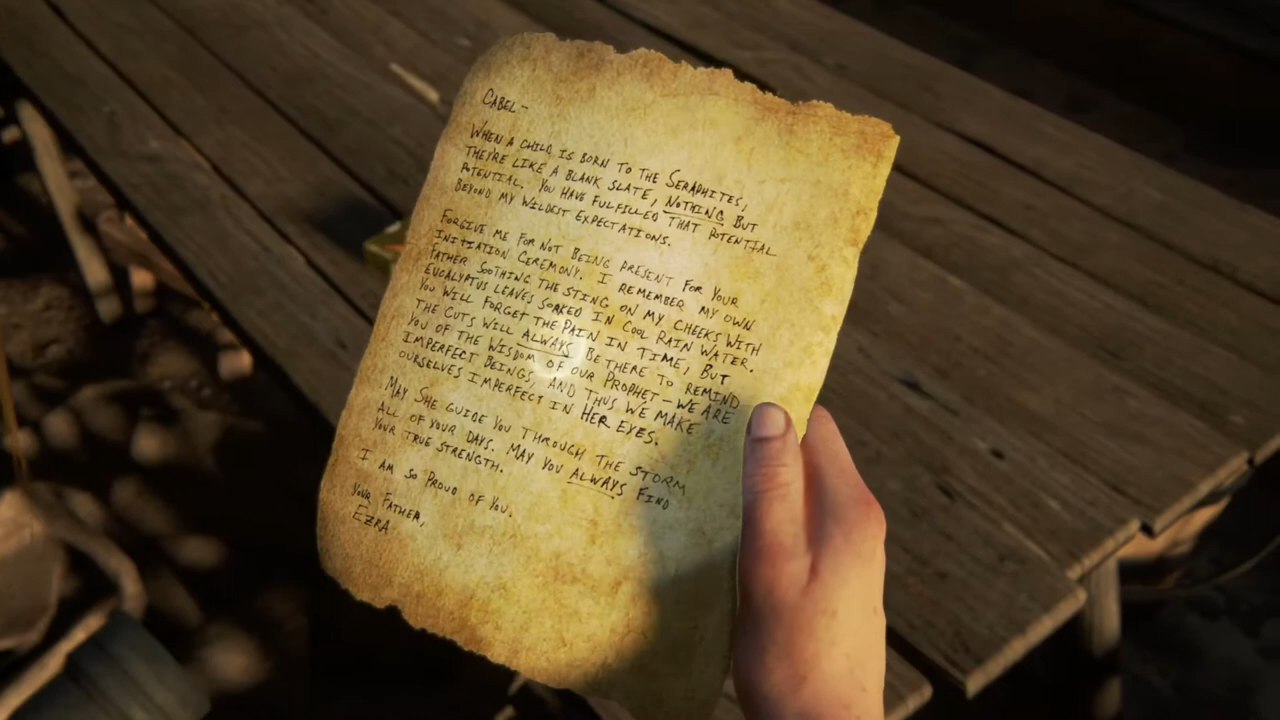 CABEL-
WHEN A CHILD IS BORN TO THE SERAPHITES,
THEY'RE LIKE A BLANK SLATE, NOTHING BUT
POTENTIAL. YOU HAVE FULFILLED THAT POTENTIAL
BEYOND MY WILDEST EXPECTATIONS.
FORGIVE ME FOR NOT BEING PRESENT FOR YOUR
INITIATION CEREMONY. I REMEMBER MY OWN
FATHER SOOTHING THE STING ON MY CHEEKS WITH
EUCALYPTUS LEAVES SOAKED IN COOL RAIN WATER.
YOU WILL FORGET THE PAIN IN TIME, BUT
THE CUTS WILL ALWAYS BE THERE TO REMIND
YOU OF THE WISDOM OF OUR PROPHET - WE ARE
IMPERFECT BEINGS, AND THUS WE MAKE
OURSELVES IMPERFECT IN HER EYES.
MAY SHE GUIDE YOU THROUGH THE STORM
ALL OF YOUR DAYS. MAY YOU ALWAYS FIND
YOUR TRUE STRENGTH.
I AM SO PROUD OF YOU.
YOUR FATHER,
EZRA